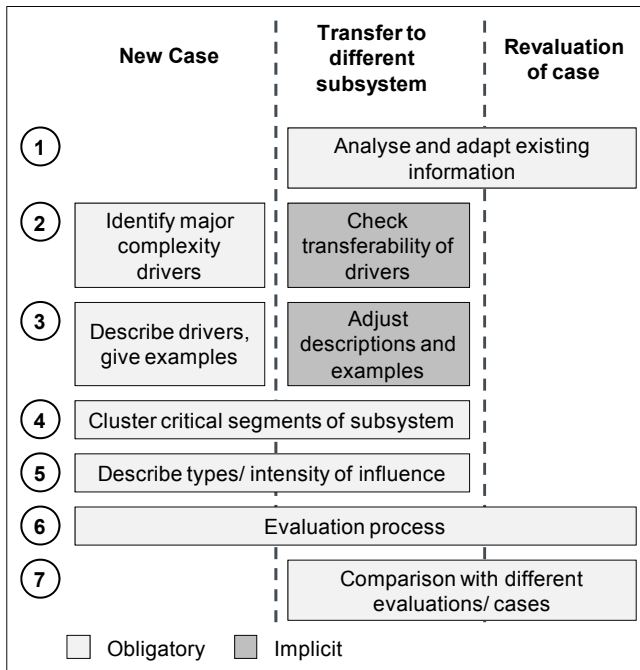 New Case
Transfer to
different
subsystem
Revaluation
of case
1
Analyse and adapt existing
information
2
Identify major
complexity
drivers
Check
transferability of
drivers
3
Describe drivers,
give examples
Adjust
descriptions and
examples
4
Cluster critical segments of subsystem
5
Describe types/ intensity of influence
6
Evaluation process
7
Comparison with different
evaluations/ cases
Obligatory
Implicit